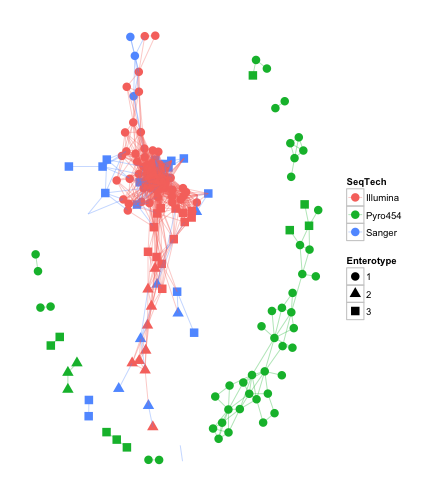 SeqTech
Illumina
Pyro454
Sanger
Enterotype
1
2
3